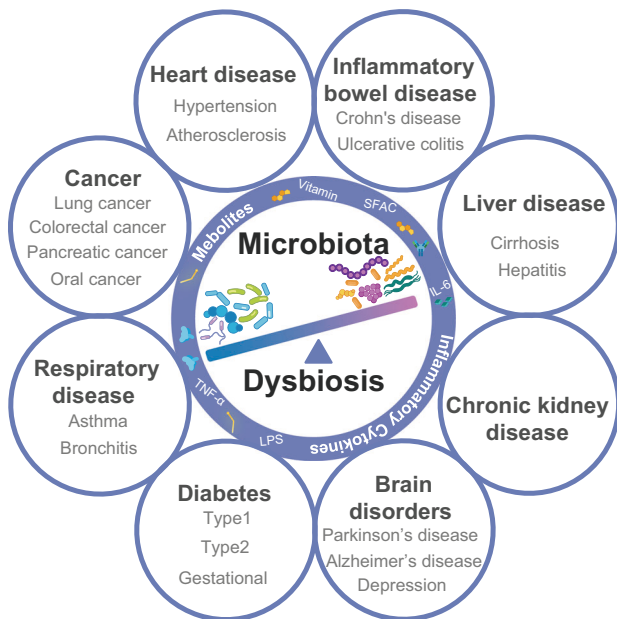 Heart disease
Hypertension
Atherosclerosis
Inflammatory
bowel disease
Crohn's disease
Ulcerative colitis
Cancer
Lung cancer
Colorectal cancer
Pancreatic cancer
Oral cancer
Liver disease
Cirrhosis
Hepatitis
Mebolites
Vitamin
SFAC
IL-6
Inflammatory Cytokines
LPS
TNF-α
Microbiota
Dysbiosis
Respiratory
disease
Asthma
Bronchitis
Chronic kidney
disease
Diabetes
Type1
Type2
Gestational
Brain
disorders
Parkinson's disease
Alzheimer's disease
Depression